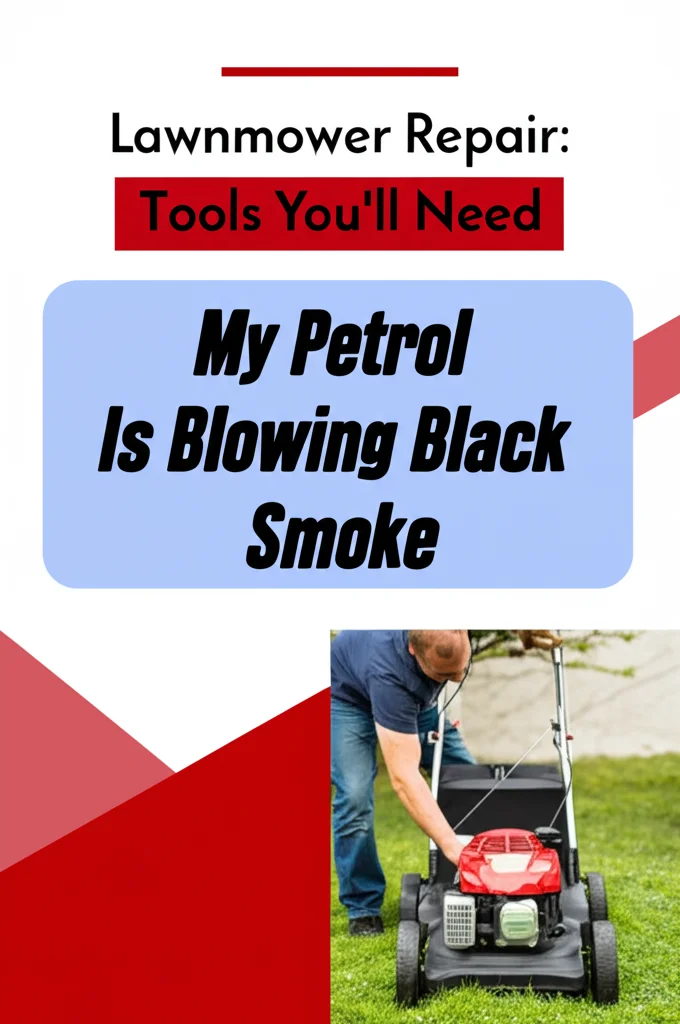 Lawnmower Repair:
Tools You'll Need
My Petrol
Is Blowing Black
Smoke